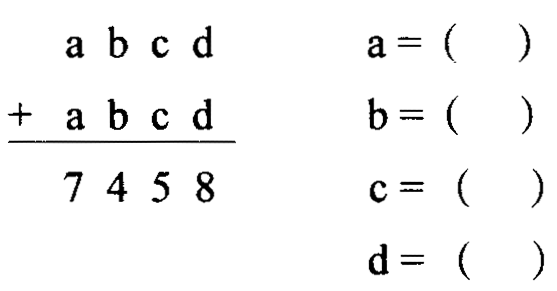 a b c d a = ( )
+ a b c d b = ( )
7 4 5 8 c = ( )
d = ( )